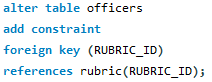 alter table officers
add constraint
foreign key (RUBRIC_ID)
references rubric(RUBRIC_ID);